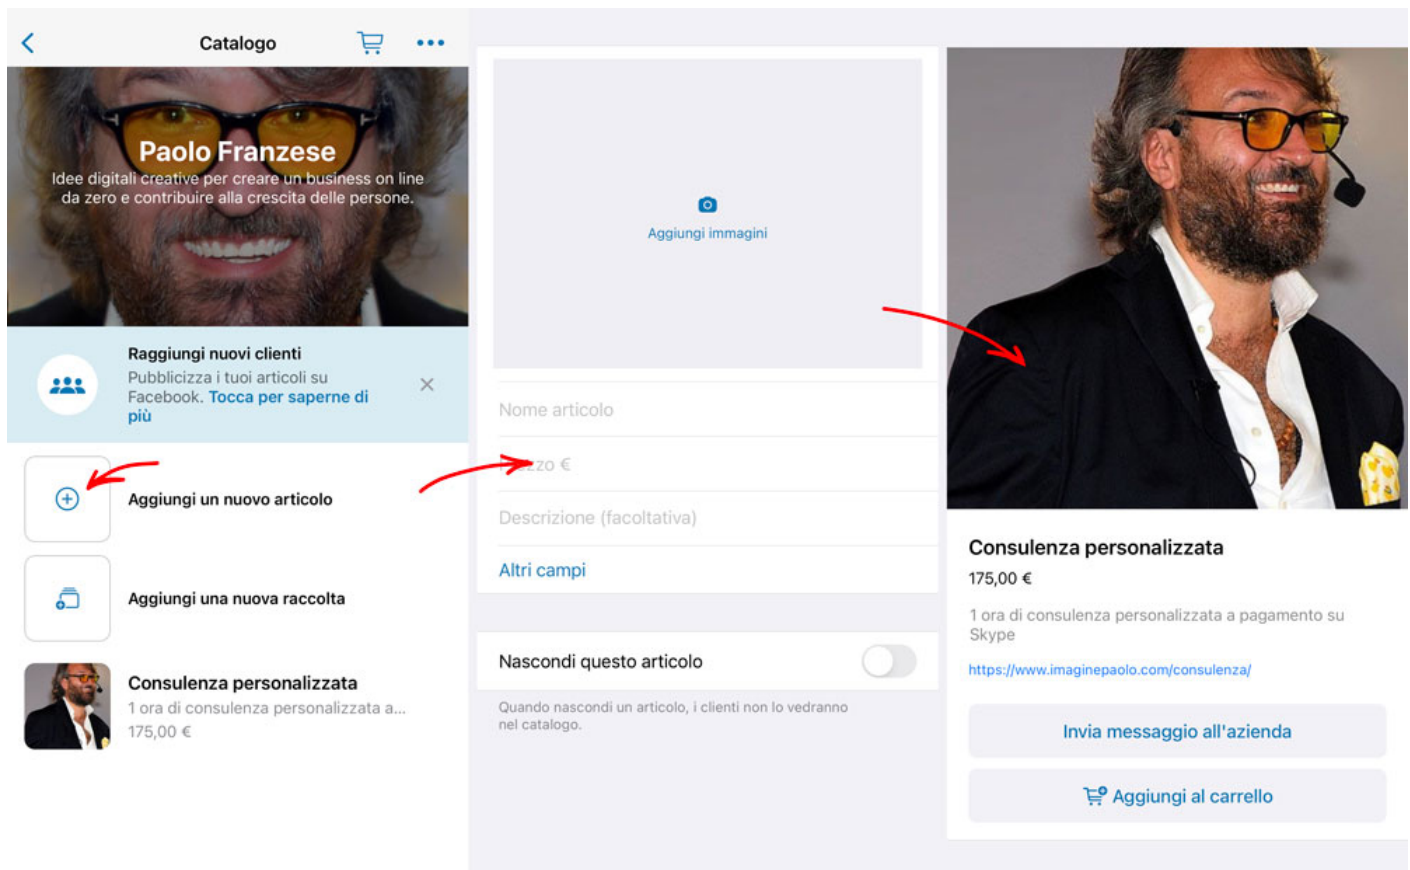 Catalogo
Paolo Franzese
Idee digitali creative per creare un business on line
da zero e contribuire alla crescita delle persone.
Raggiungi nuovi clienti
Pubblicizza i tuoi articoli su
Facebook. Tocca per saperne di
più
Aggiungi un nuovo articolo
Aggiungi una nuova raccolta
Consulenza personalizzata
1 ora di consulenza personalizzata a...
175,00 €
Aggiungi immagini
Nome articolo
Prezzo €
Descrizione (facoltativa)
Altri campi
Nascondi questo articolo
Quando nascondi un articolo, i clienti non lo vedranno
nel catalogo.
Consulenza personalizzata
175,00 €
1 ora di consulenza personalizzata a pagamento su
Skype
https://www.imaginepaolo.com/consulenza/
Invia messaggio all'azienda
Aggiungi al carrello